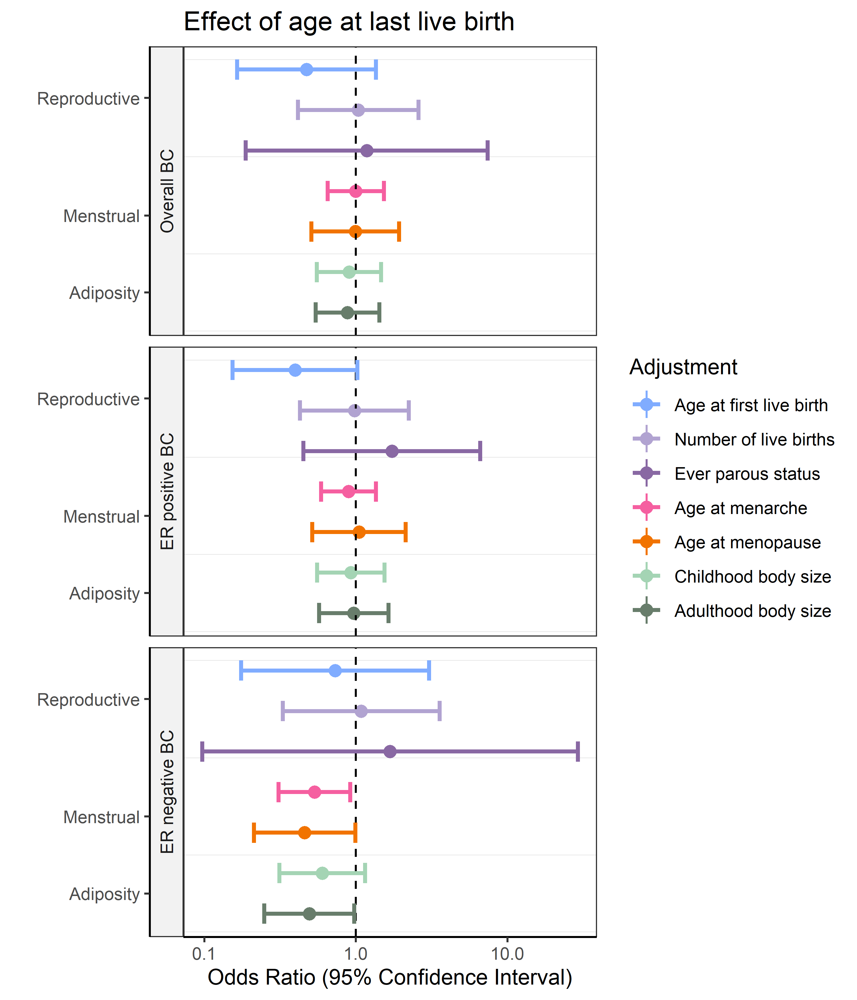 Effect of age at last live birth
Overall BC
Reproductive
Menstrual
Adiposity
ER positive BC
Reproductive
Menstrual
Adiposity
ER negative BC
Reproductive
Menstrual
Adiposity
0.1 1.0 10.0
Odds Ratio (95% Confidence Interval)
Adjustment
Age at first live birth
Number of live births
Ever parous status
Age at menarche
Age at menopause
Childhood body size
Adulthood body size